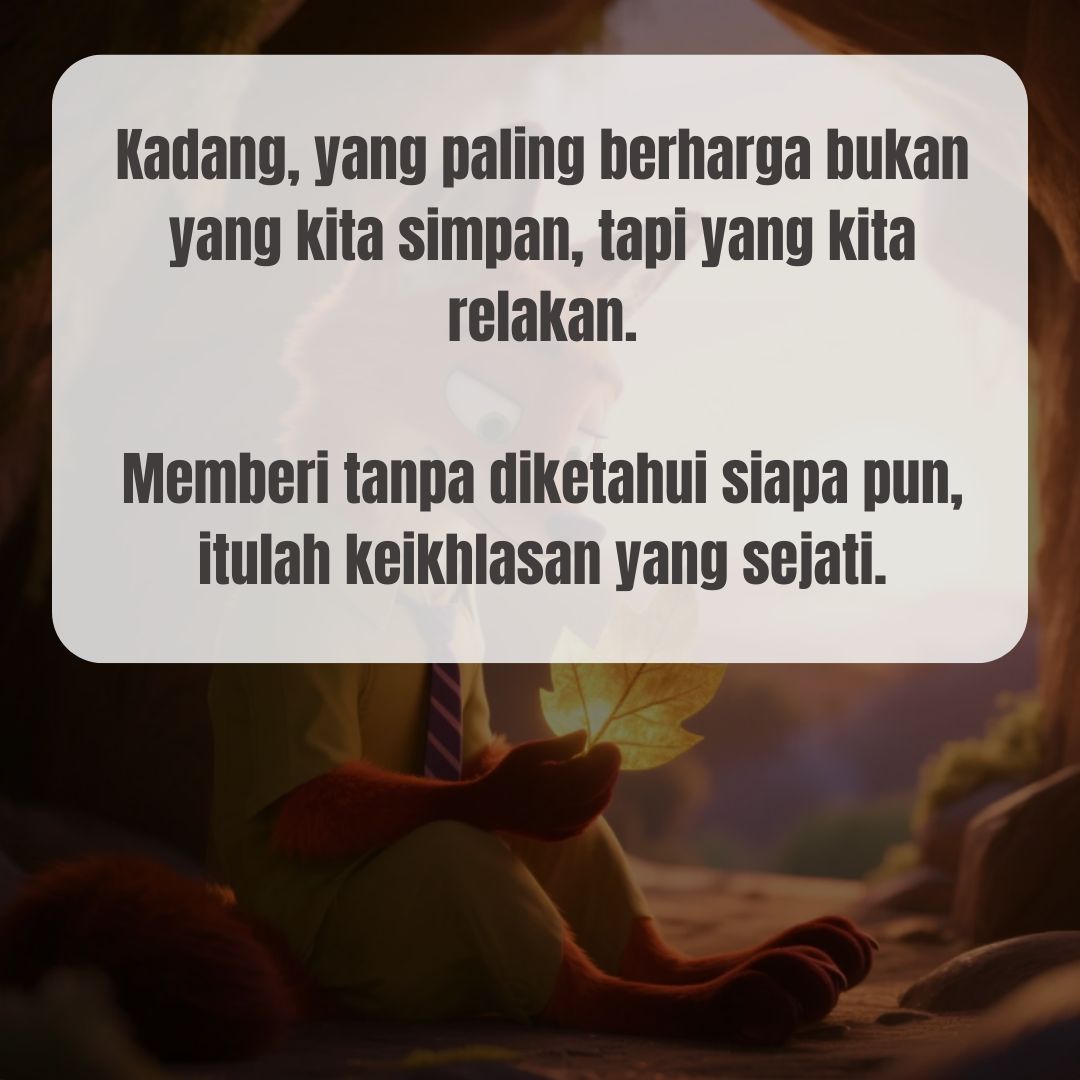 Kadang, yang paling berharga bukan
yang kita simpan, tapi yang kita
relakan.
Memberi tanpa diketahui siapa pun,
itulah keikhlasan yang sejati.